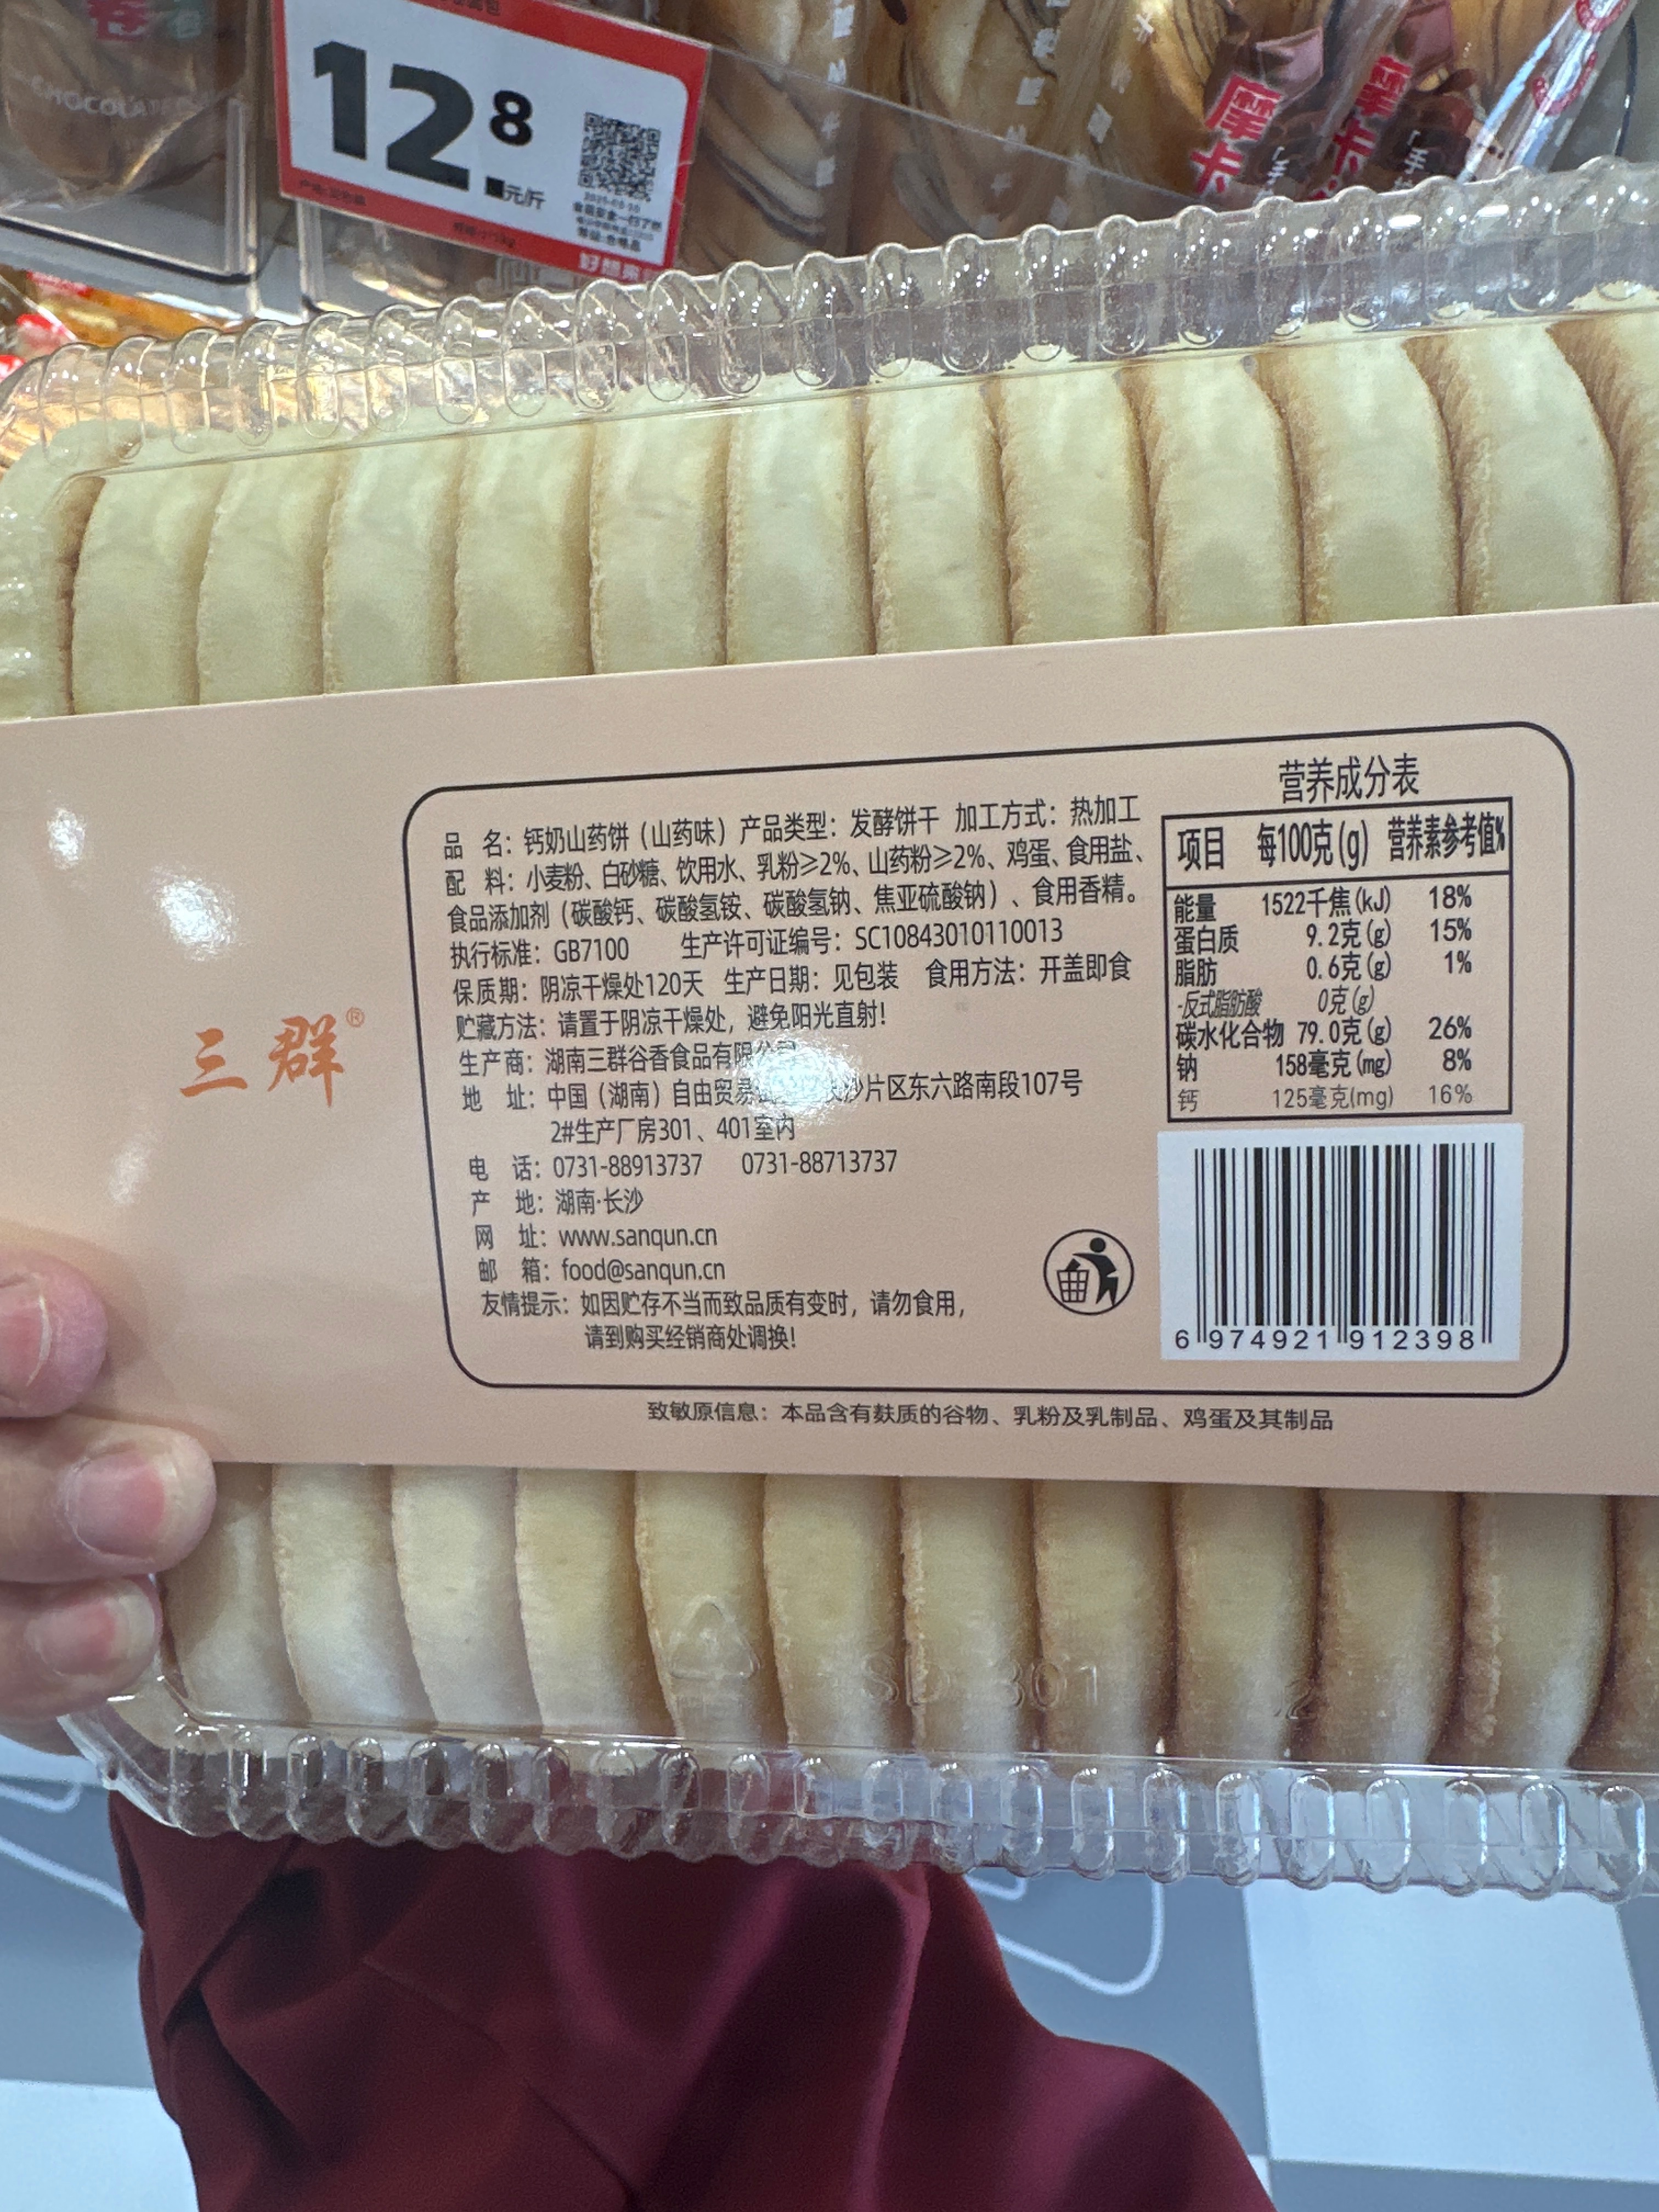 CHOCOLATE
12.8
元/斤
摩卡
摩卡
好想来
三群®
品 名：钙奶山药饼（山药味）产品类型：发酵饼干 加工方式：热加工
配 料：小麦粉、白砂糖、饮用水、乳粉≥2%、山药粉≥2%、鸡蛋、食用盐、
食品添加剂（碳酸钙、碳酸氢铵、碳酸氢钠、焦亚硫酸钠）、食用香精。
执行标准：GB7100 生产许可证编号：SC10843010110013
保质期：阴凉干燥处120天 生产日期：见包装 食用方法：开盖即食
贮藏方法：请置于阴凉干燥处，避免阳光直射！
生产商：湖南三群谷香食品有限公司
地 址：中国（湖南）自由贸易 长沙片区东六路南段107号
2#生产厂房301、401室内
电 话：0731-88913737 0731-88713737
产 地：湖南·长沙
网 址：www.sanqun.cn
邮 箱：food@sanqun.cn
友情提示：如因贮存不当而致品质有变时，请勿食用，
请到购买经销商处调换！
营养成分表
项目 每100克(g) 营养素参考值%
能量 1522千焦(kJ) 18%
蛋白质 9.2克(g) 15%
脂肪 0.6克(g) 1%
-反式脂肪酸 0克(g)
碳水化合物 79.0克(g) 26%
钠 158毫克(mg) 8%
钙 125毫克(mg) 16%
6 974921 912398
致敏原信息：本品含有麸质的谷物、乳粉及乳制品、鸡蛋及其制品
SD 301